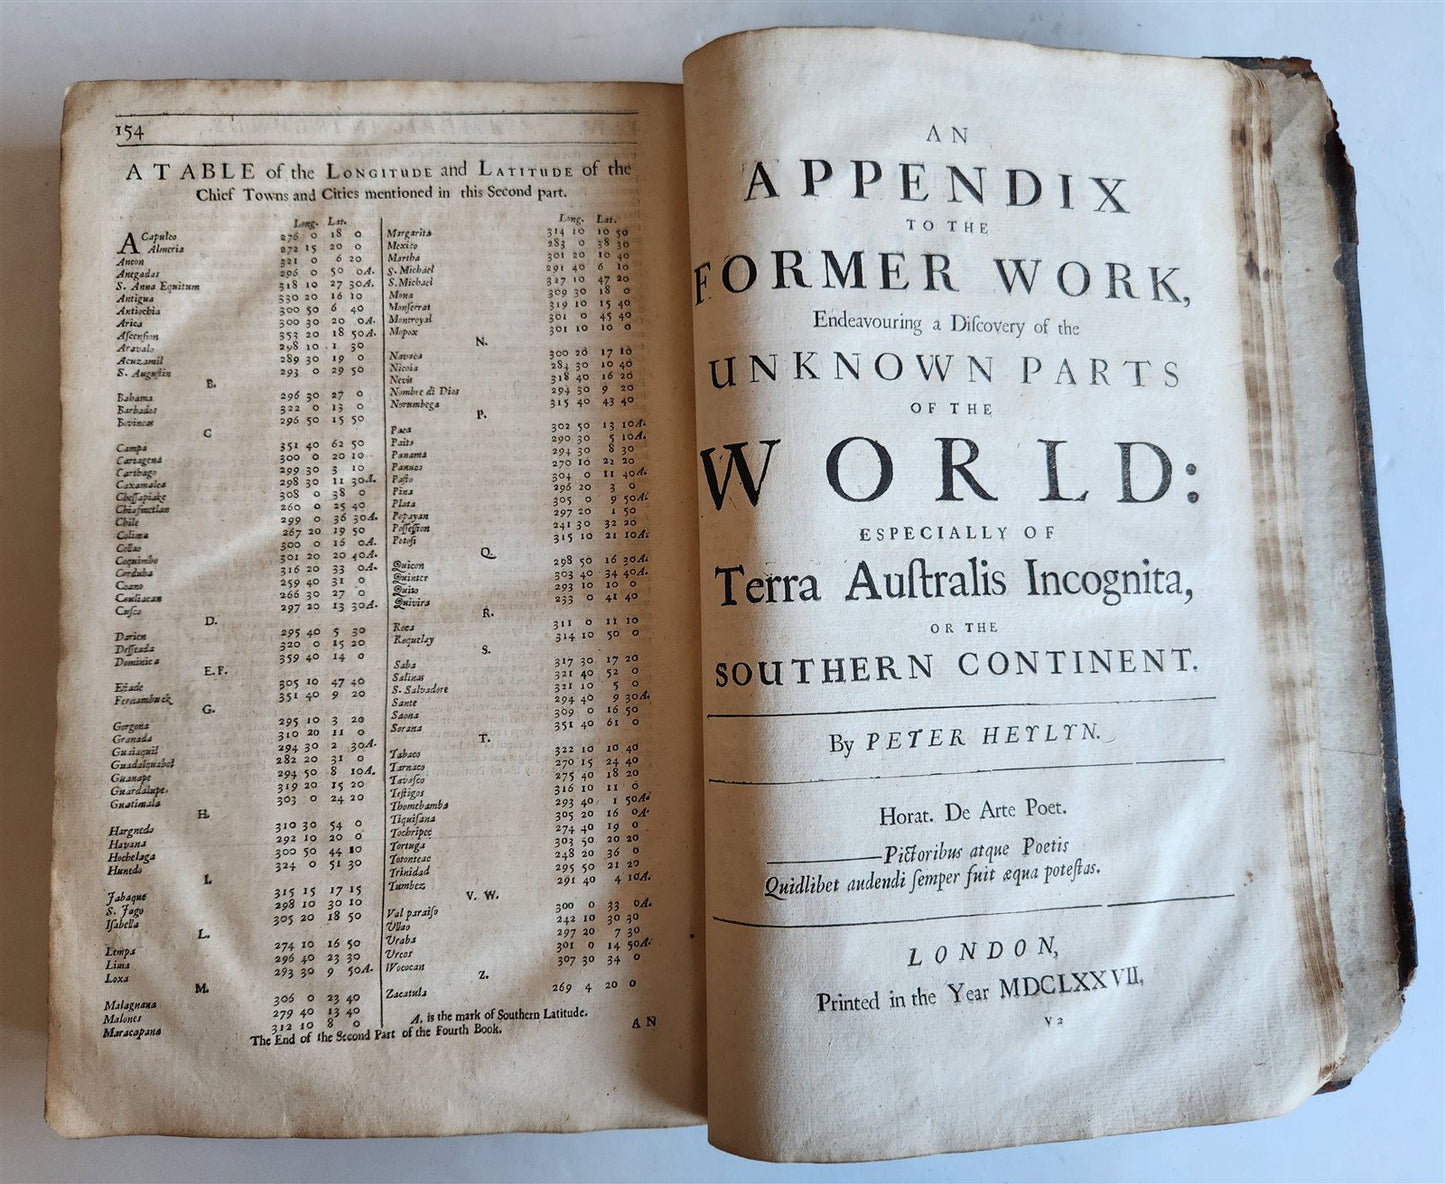 154
A TABLE of the LONGITUDE and LATITUDE of the
Chief Towns and Cities mentioned in this Second part.
Long. Lat.
ACapulco 276 0 18 0
Almeria 272 15 20 0
Ancon 321 0 6 20
Anegadas 296 0 50 0A.
S. Anna Equitum 318 10 27 30A.
Antigua 330 20 16 10
Antiochia 300 50 6 40
Arica 300 30 20 0A.
Aſcenſion 353 20 18 50A.
Aravalo 298 10 1 30
Acuzamil 289 30 19 0
S. Auguſtin 293 0 29 50
B.
Bahama 296 30 27 0
Barbados 322 0 13 0
Bovincas 296 50 15 50
C
Campa 351 40 62 50
Cartagena 300 0 20 10
Carthago 299 30 3 10
Caxamalca 298 30 11 30A.
Cheſſapiake 308 0 38 0
Chiaſmetlan 260 0 25 40
Chile 299 0 36 30A.
Colima 267 20 19 50
Collao 300 0 16 0A.
Coquimbo 301 20 20 40A.
Corduba 316 20 33 0A.
Coano 259 40 31 0
Couliacan 266 30 27 0
Cuſco 297 20 13 30A.
D.
Darien 295 40 5 30
Deſſeada 320 0 15 20
Dominica 359 40 14 0
E. F.
Eſtade 305 10 47 40
Fernambuck 351 40 9 20
G.
Gorgona 295 10 3 20
Granada 310 20 11 0
Guaiaquil 294 30 2 30A.
Guadalquabel 282 20 31 0
Guanape 294 50 8 10A.
Guardalupe. 319 20 15 20
Guatimala 303 0 24 20
H.
Hargnedo 310 30 54 0
Havana 292 10 20 0
Hochelaga 300 50 44 10
Hunedo 324 0 51 30
I.
Jabaque 315 15 17 15
S. Jago 298 10 30 10
Iſabella 305 20 18 50
L.
Lempa 274 10 16 50
Lima 296 40 23 30
Loxa 293 30 9 50A.
M.
Malagnana 306 0 23 40
Malones 279 40 13 40
Maracapana 312 10 8 0
Long. Lat.
Margarita 314 10 10 50
Mexico 283 0 38 30
Martha 301 20 10 40
S. Michael 291 40 6 10
S. Michael 327 10 47 20
Mona 309 30 18 0
Monſerrat 319 10 15 40
Montroyal 301 0 45 40
Mopox 301 10 10 0
N.
Navaca 300 20 17 10
Nicoia 284 30 10 40
Nevis 318 40 16 20
Nombre di Dios 294 30 9 20
Norumbega 315 40 43 40
P.
Paca 302 50 13 10A.
Paito 290 30 5 10A.
Panama 294 30 8 30
Panuco 270 10 22 20
Paſto 304 0 11 40A.
Pina 296 20 3 0
Plata 305 0 9 50A.
Popayan 297 20 1 50
Poſſeſſion 241 30 32 20
Potoſi 315 10 21 10A.
Q.
Quicon 298 50 16 30A.
Quinter 303 40 34 40A.
Quito 293 10 10 0
Quivira 233 0 41 40
R.
Roca 311 0 11 10
Roquelay 314 10 50 0
S.
Saba 317 30 17 20
Salinas 321 40 52 0
S. Salvadore 321 10 5 0
Sante 294 40 9 30A.
Saona 309 0 16 50
Sorana 351 40 61 0
T.
Tabaco 322 10 10 40
Tarnaco 270 15 24 40
Tavaſco 275 40 18 20
Teſtigos 316 10 11 0
Thomebamba 293 40 1 50A.
Tiquiſana 305 20 16 0A.
Tochripee 274 40 19 0
Tortuga 303 50 20 20
Totonteac 248 20 36 0
Trinidad 295 50 21 20
Tumbez 291 40 4 10A.
V. W.
Val paraiſo 300 0 33 0A.
Ullao 242 10 30 30
Uraba 297 20 7 30
Urcos 301 0 14 50A.
Wococan 307 30 34 0
Z.
Zacatula 269 4 20 0
A. is the mark of Southern Latitude.
The End of the Second Part of the Fourth Book.
AN
AN
APPENDIX
TO THE
FORMER WORK,
Endeavouring a Diſcovery of the
UNKNOWN PARTS
OF THE
WORLD:
ESPECIALLY OF
Terra Auſtralis Incognita,
OR THE
SOUTHERN CONTINENT.
By PETER HEYLYN.
Horat. De Arte Poet.
Pictoribus atque Poetis
Quidlibet audendi ſemper fuit æqua poteſtas.
LONDON,
Printed in the Year MDCLXXVII,
V 2